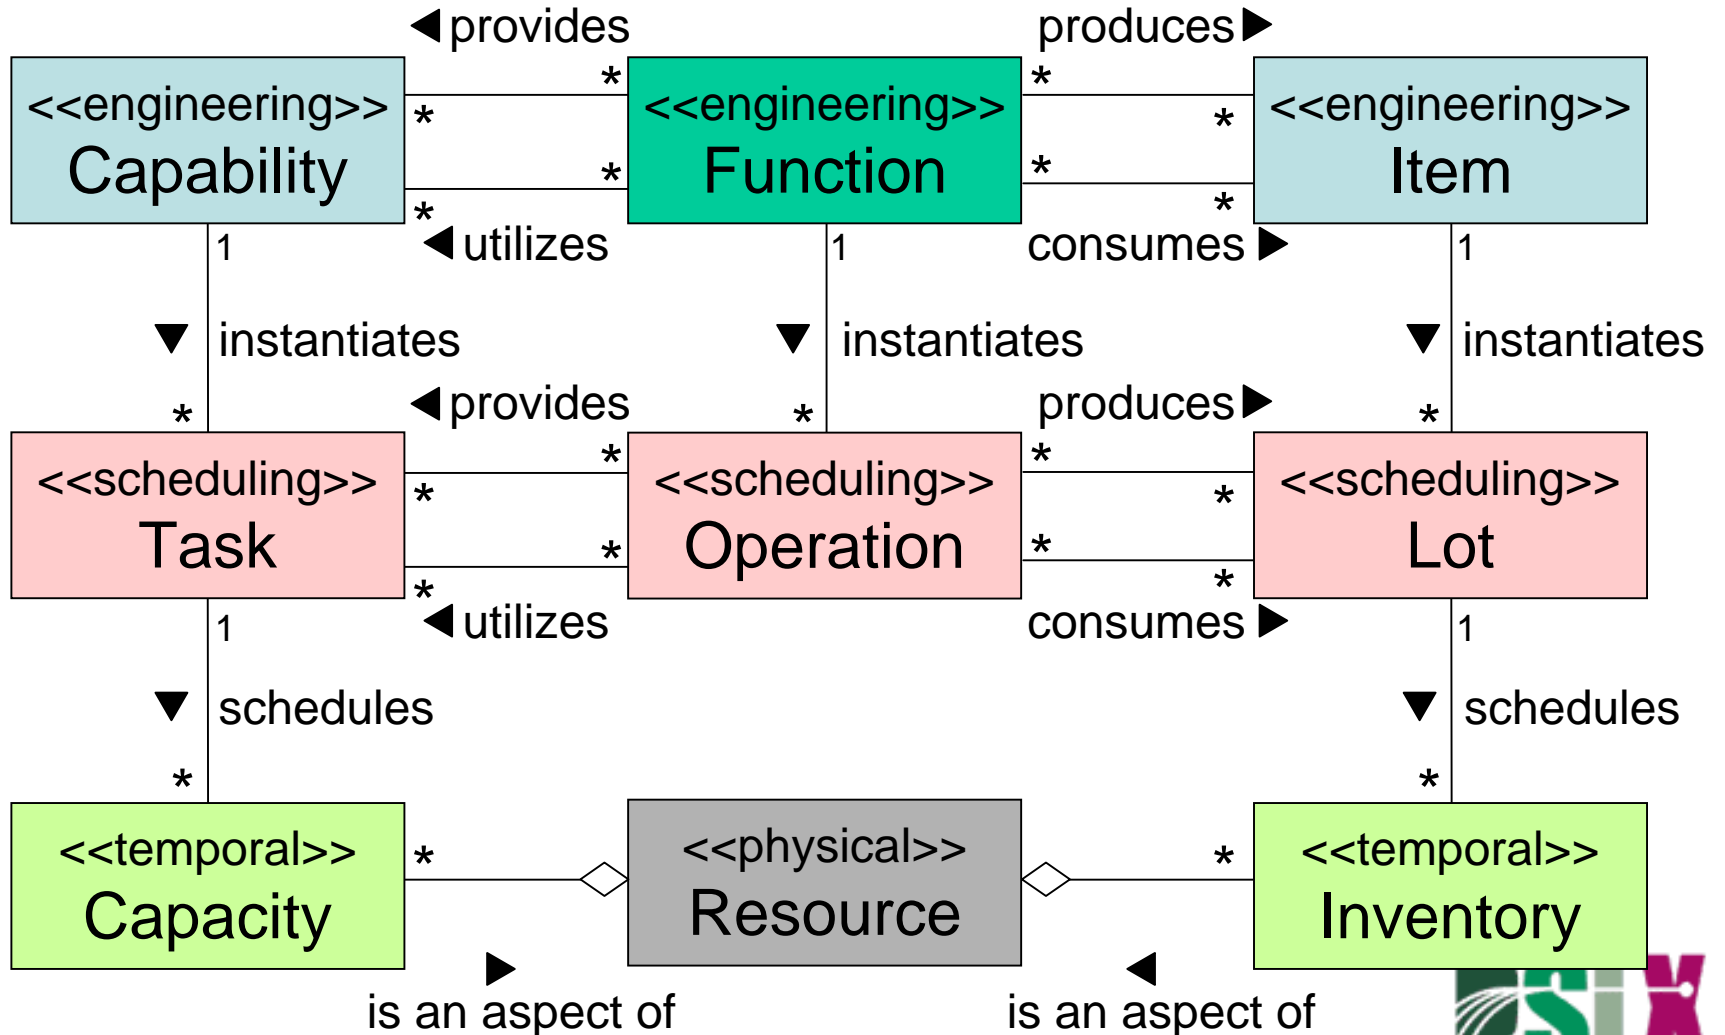 ◀ provides
produces ▶
<<engineering>>
Capability
<<engineering>>
Function
<<engineering>>
Item
*
*
*
*
*
*
*
*
◀ utilizes
consumes ▶
1
1
1
▼ instantiates
▼ instantiates
▼ instantiates
*
*
*
◀ provides
produces ▶
<<scheduling>>
Task
<<scheduling>>
Operation
<<scheduling>>
Lot
*
*
*
*
*
*
*
*
◀ utilizes
consumes ▶
1
1
▼ schedules
▼ schedules
*
*
<<temporal>>
Capacity
*
<<physical>>
Resource
*
<<temporal>>
Inventory
▶
is an aspect of
◀
is an aspect of